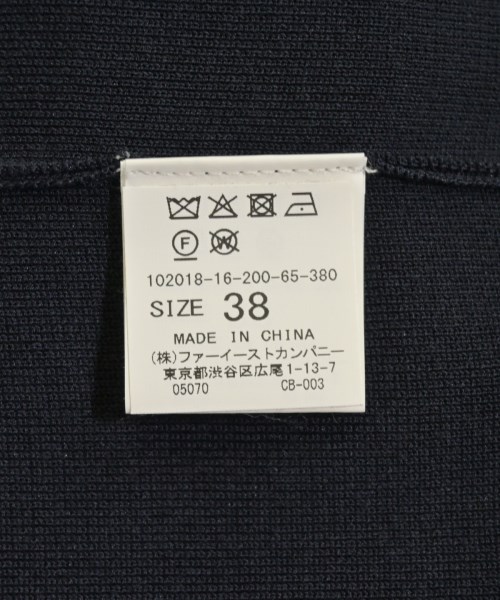 F W
102018-16-200-65-380
SIZE 38
MADE IN CHINA
(株)ファーイーストカンパニー
東京都渋谷区広尾1-13-7
05070 CB-003